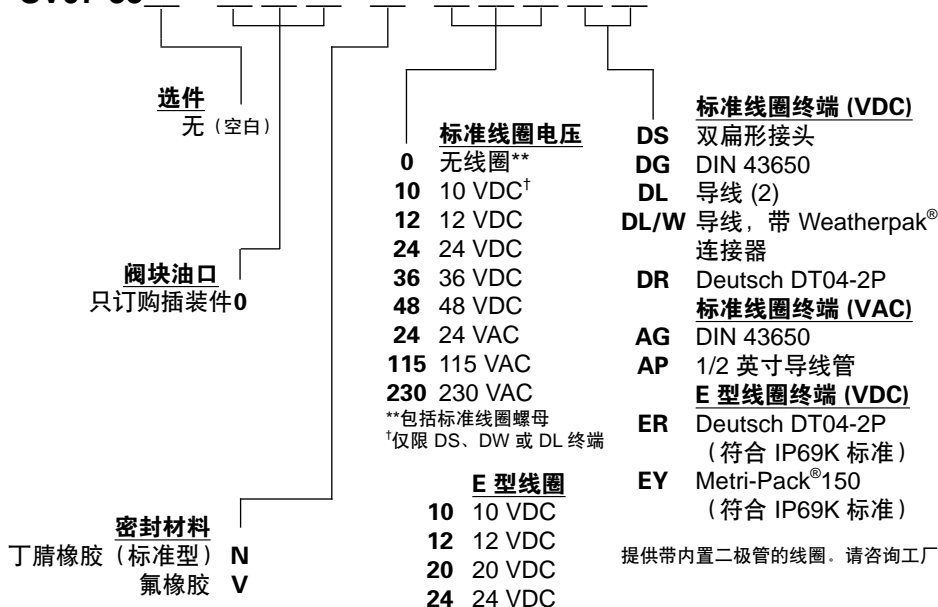 选件
无（空白）
阀块油口
只订购插装件0
密封材料
丁腈橡胶（标准型） N
氟橡胶 V
标准线圈电压
0 无线圈**
10 10 VDC†
12 12 VDC
24 24 VDC
36 36 VDC
48 48 VDC
24 24 VAC
115 115 VAC
230 230 VAC
**包括标准线圈螺母
†仅限 DS、DW 或 DL 终端
E 型线圈
10 10 VDC
12 12 VDC
20 20 VDC
24 24 VDC
标准线圈终端 (VDC)
DS 双扁形接头
DG DIN 43650
DL 导线 (2)
DL/W 导线，带 Weatherpak®
连接器
DR Deutsch DT04-2P
标准线圈终端 (VAC)
AG DIN 43650
AP 1/2 英寸导线管
E 型线圈终端 (VDC)
ER Deutsch DT04-2P
（符合 IP69K 标准）
EY Metri-Pack®150
（符合 IP69K 标准）
提供带内置二极管的线圈。请咨询工厂